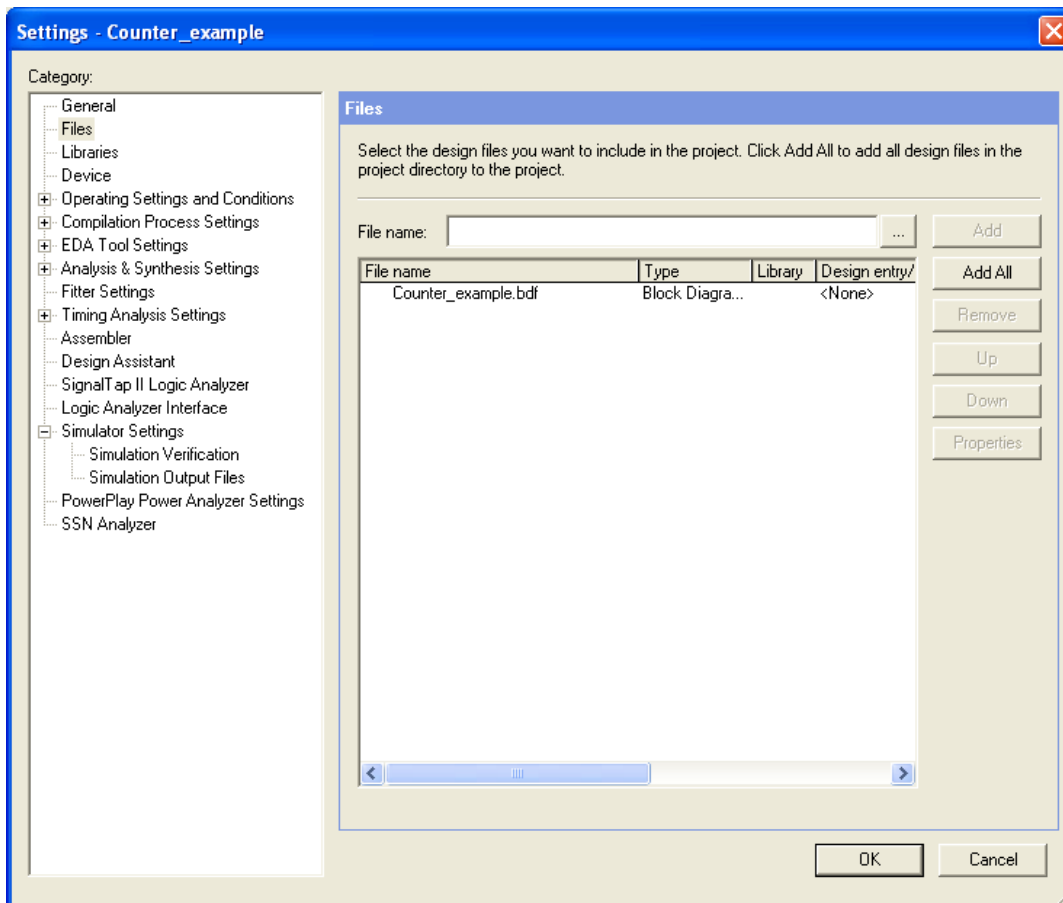 Settings - Counter_example
Category:
General
Files
Libraries
Device
Operating Settings and Conditions
Compilation Process Settings
EDA Tool Settings
Analysis & Synthesis Settings
Fitter Settings
Timing Analysis Settings
Assembler
Design Assistant
SignalTap II Logic Analyzer
Logic Analyzer Interface
Simulator Settings
Simulation Verification
Simulation Output Files
PowerPlay Power Analyzer Settings
SSN Analyzer
Files
Select the design files you want to include in the project. Click Add All to add all design files in the
project directory to the project.
File name: ... Add
File name Type Library Design entry/ Add All
Counter_example.bdf Block Diagra... <None>
Remove
Up
Down
Properties
OK Cancel